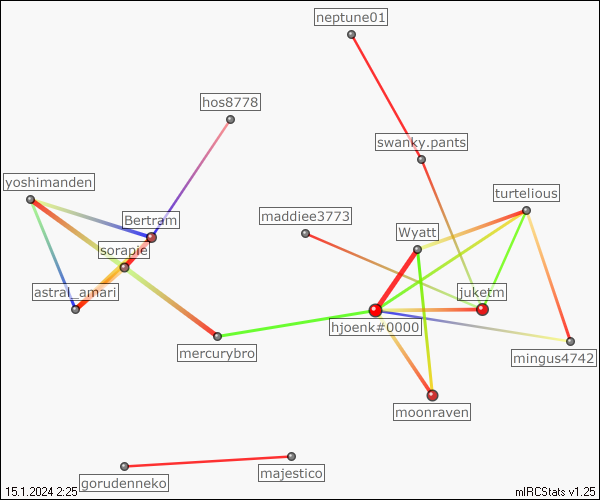 neptune01
hos8778
swanky.pants
yoshimanden
turtelious
Bertram
maddiee3773
Wyatt
sorapie
astral_amari
juketm
hjoenk#0000
mercurybro
mingus4742
moonraven
majestico
gorudenneko
15.1.2024 2:25
mIRCStats v1.25